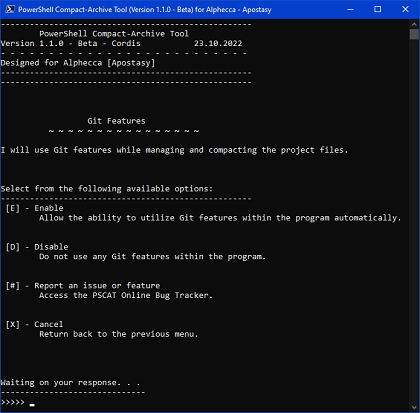 PowerShell Compact-Archive Tool (Version 1.1.0 - Beta) for Alphecca - Apostasy
------------------------------------------------------
PowerShell Compact-Archive Tool
Version 1.1.0 - Beta - Cordis 23.10.2022
- - - - - - - - - - - - - - - - - - - - - - - - - -
Designed for Alphecca [Apostasy]
------------------------------------------------------
------------------------------------------------------
Git Features
~ ~ ~ ~ ~ ~ ~ ~ ~ ~ ~ ~ ~ ~ ~ ~
I will use Git features while managing and compacting the project files.
Select from the following available options:
------------------------------------------------------
[E] - Enable
Allow the ability to utilize Git features within the program automatically.
[D] - Disable
Do not use any Git features within the program.
[#] - Report an issue or feature
Access the PSCAT Online Bug Tracker.
[X] - Cancel
Return back to the previous menu.
Waiting on your response. . .
-------------------------------
>>>>> _